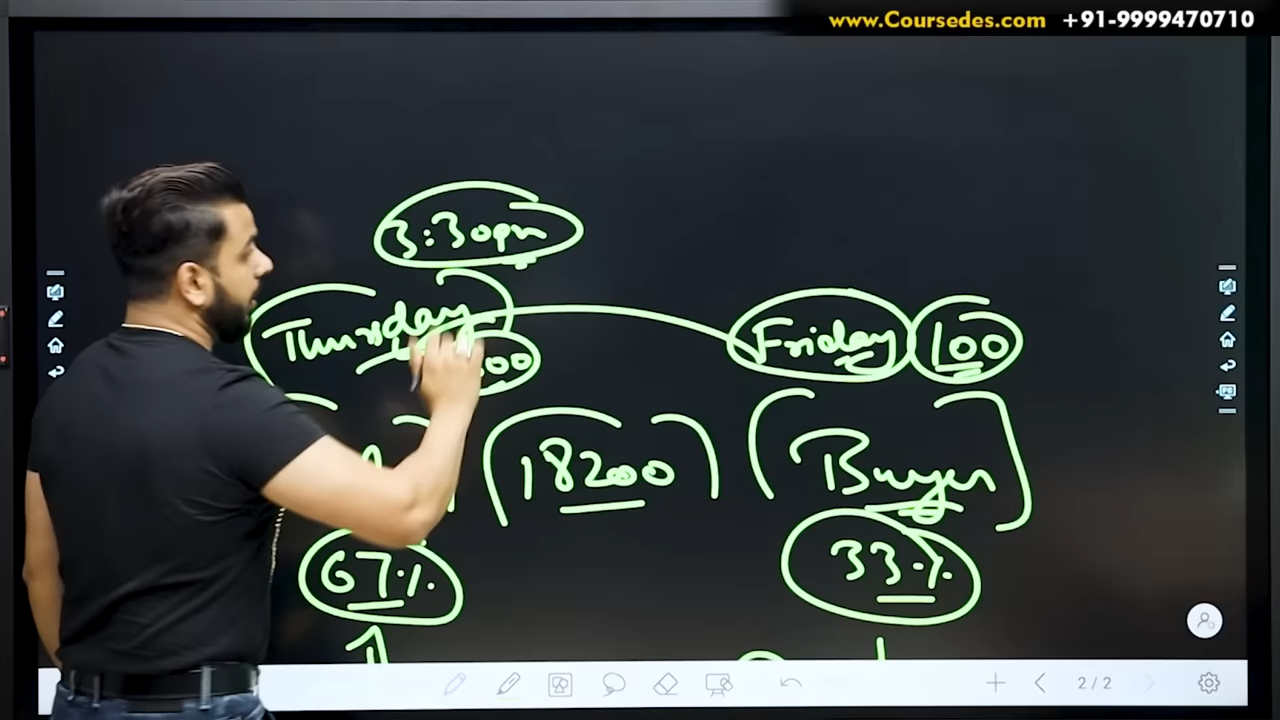 www.Coursedes.com +91-9999470710
3:30pm
Thursday
Friday 100
18200
Buyer
67%
33%
2/2